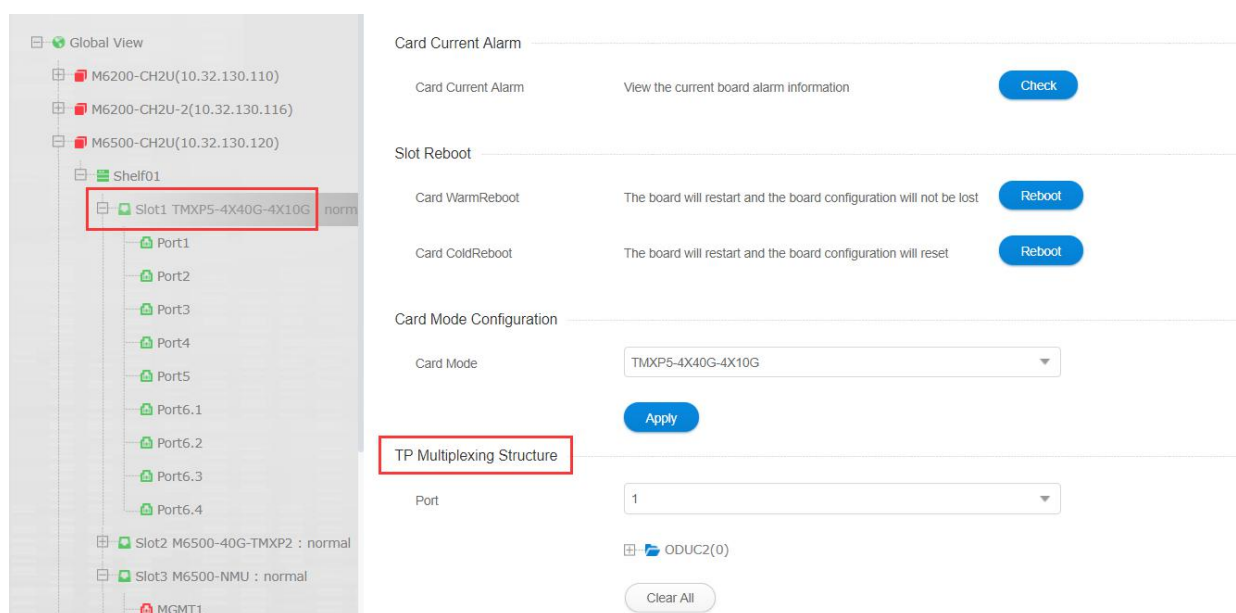 Global View
M6200-CH2U(10.32.130.110)
M6200-CH2U-2(10.32.130.116)
M6500-CH2U(10.32.130.120)
Shelf01
Slot1 TMXP5-4X40G-4X10G norm
Port1
Port2
Port3
Port4
Port5
Port6.1
Port6.2
Port6.3
Port6.4
Slot2 M6500-40G-TMXP2 : normal
Slot3 M6500-NMU : normal
MGMT1
Card Current Alarm
Card Current Alarm View the current board alarm information Check
Slot Reboot
Card WarmReboot The board will restart and the board configuration will not be lost Reboot
Card ColdReboot The board will restart and the board configuration will reset Reboot
Card Mode Configuration
Card Mode TMXP5-4X40G-4X10G
Apply
TP Multiplexing Structure
Port 1
ODUC2(0)
Clear All